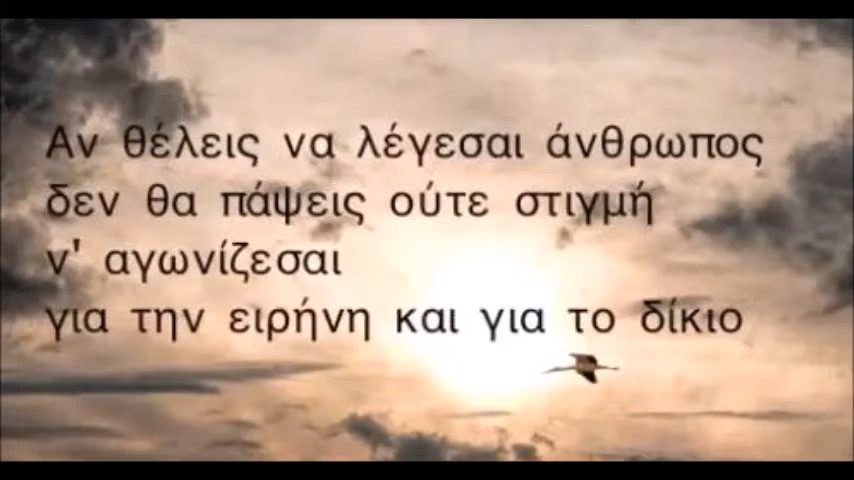 Αν θέλεις να λέγεσαι άνθρωπος
δεν θα πάψεις ούτε στιγμή
ν' αγωνίζεσαι
για την ειρήνη και για το δίκιο